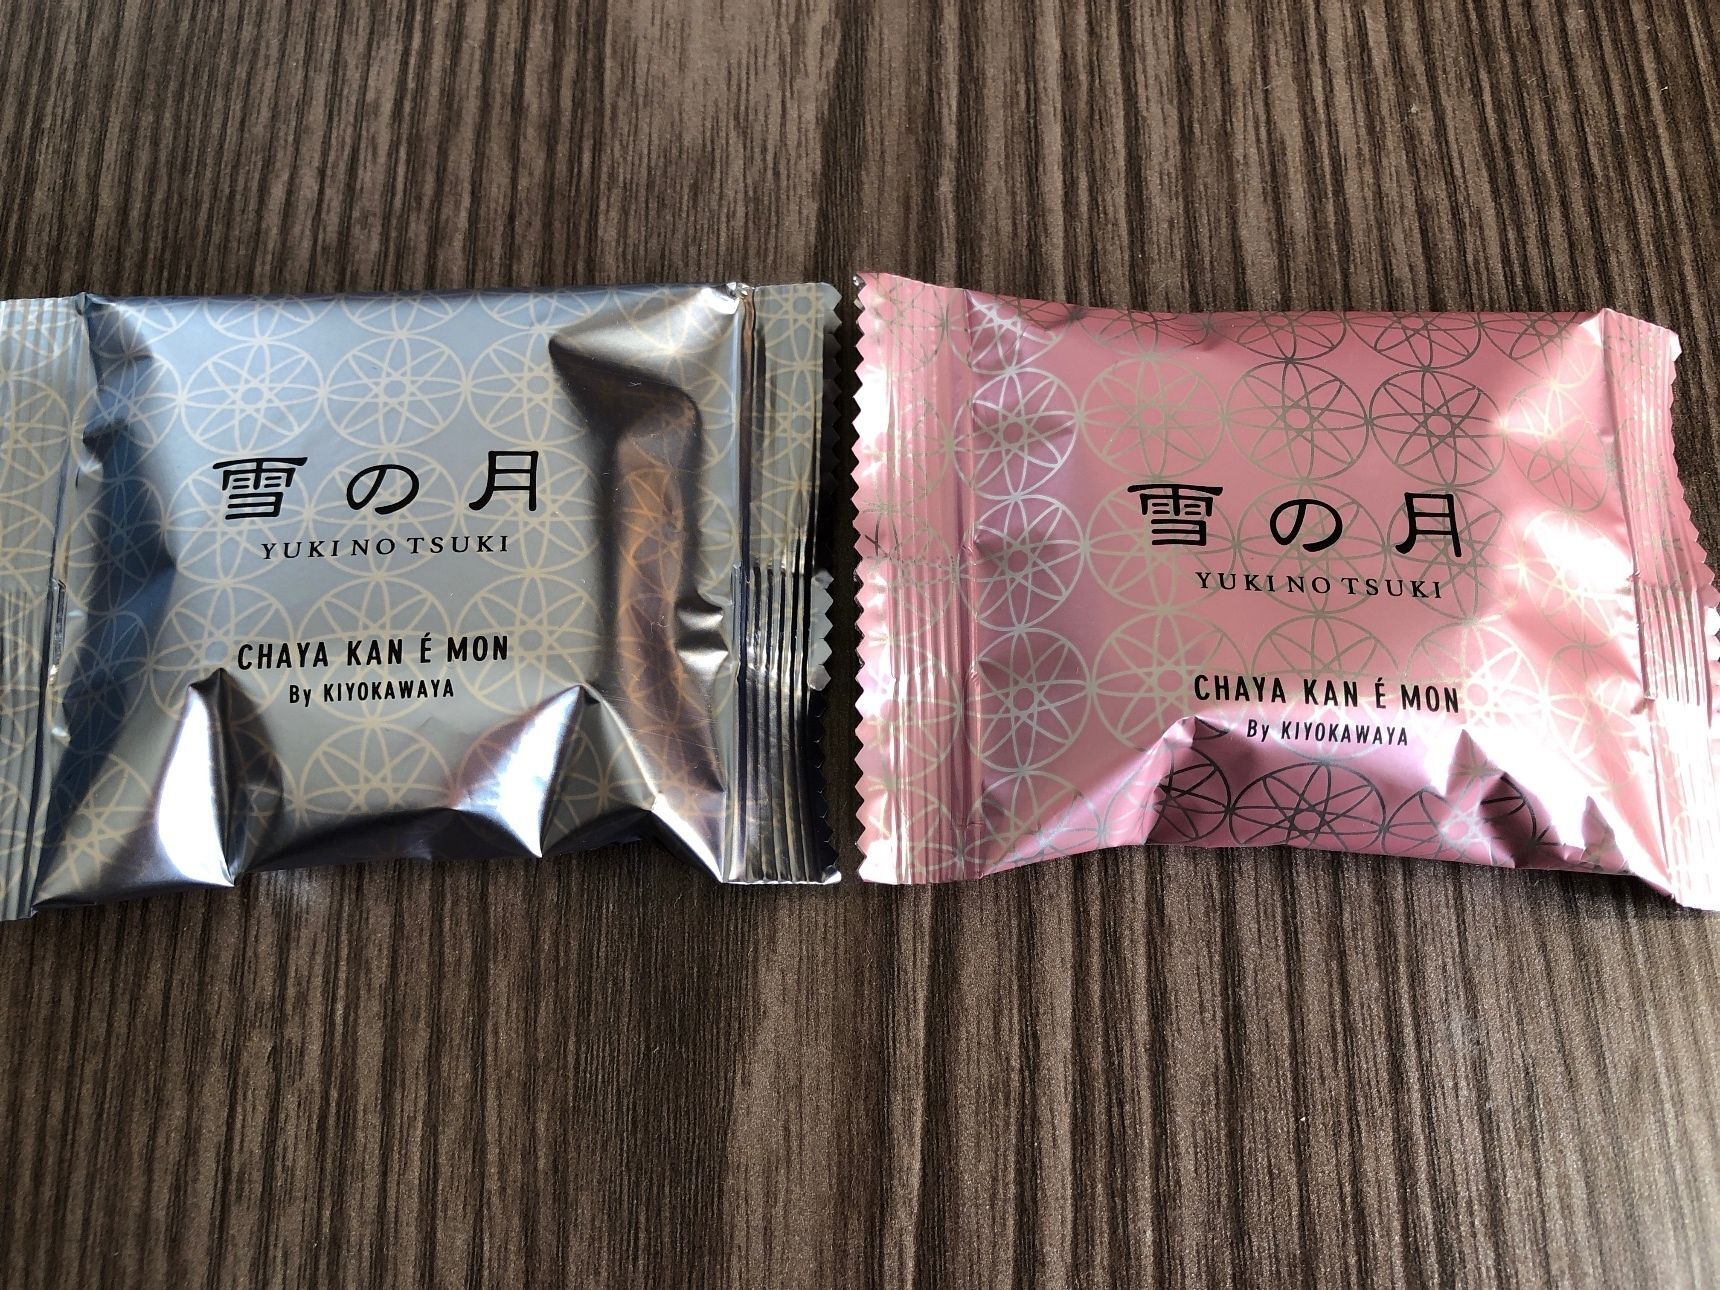 雪の月
YUKI NO TSUKI
CHAYA KAN É MON
By KIYOKAWAYA
雪の月
YUKI NO TSUKI
CHAYA KAN É MON
By KIYOKAWAYA